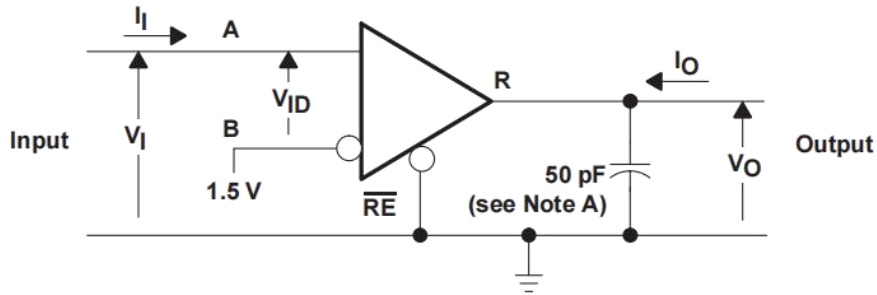 II
A
IO
R
VID
B
Input
VI
Output
VO
50 pF
1.5 V
RE
(see Note A)